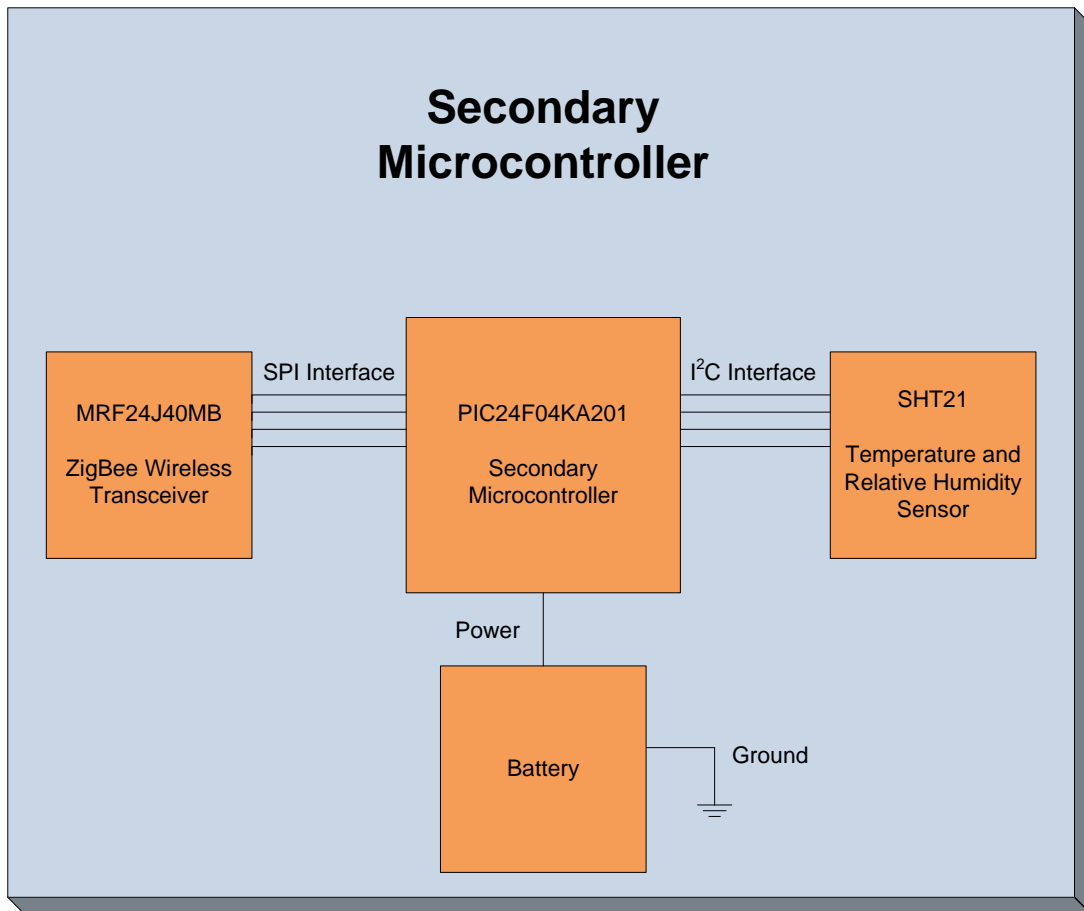 Secondary
Microcontroller
SPI Interface
I²C Interface
MRF24J40MB
ZigBee Wireless
Transceiver
PIC24F04KA201
Secondary
Microcontroller
SHT21
Temperature and
Relative Humidity
Sensor
Power
Battery
Ground